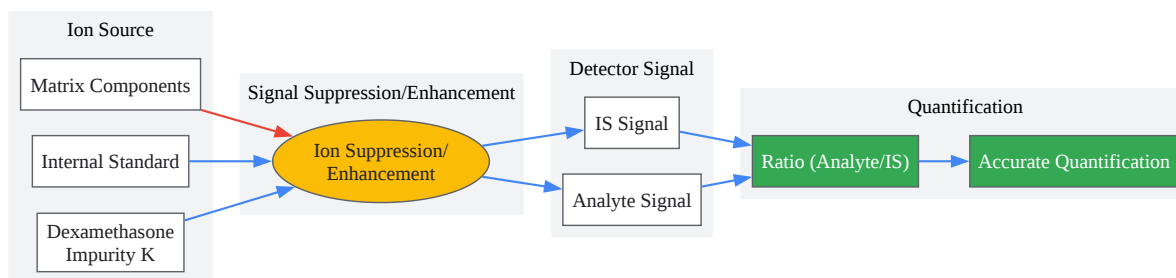 Ion Source
Matrix Components
Internal Standard
Dexamethasone
Impurity K
Signal Suppression/Enhancement
Ion Suppression/
Enhancement
Detector Signal
IS Signal
Analyte Signal
Quantification
Ratio (Analyte/IS)
Accurate Quantification